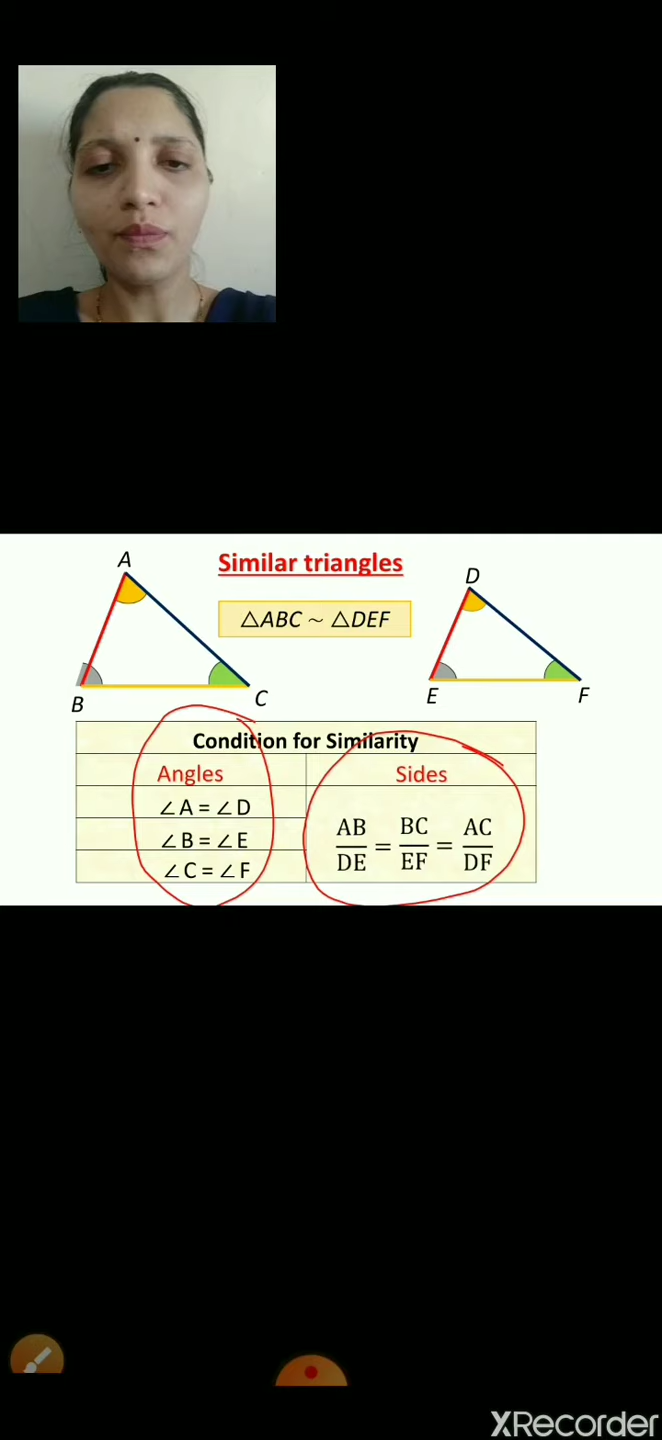 Similar triangles
A
D
△ABC ~ △DEF
B
C
E
F
Condition for Similarity
Angles
Sides
∠A = ∠D
∠B = ∠E
∠C = ∠F
AB/DE = BC/EF = AC/DF
XRecorder